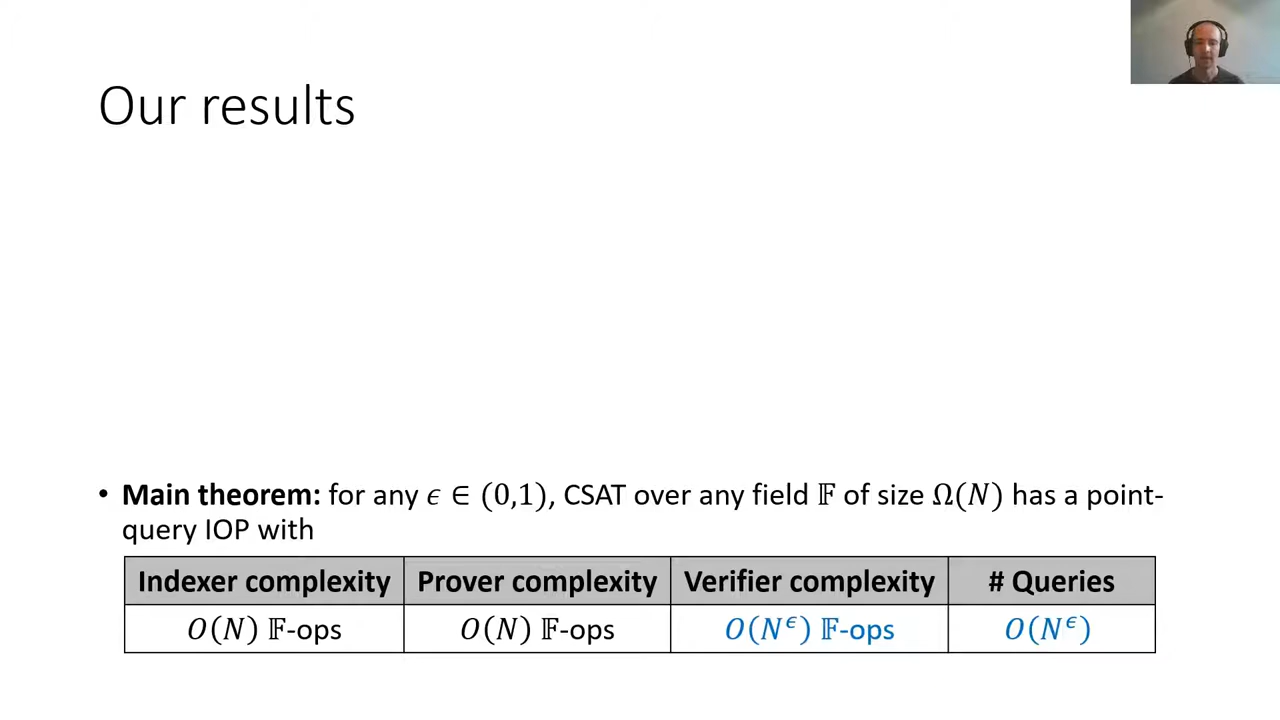 Our results
• Main theorem: for any ϵ ∈ (0,1), CSAT over any field 𝔽 of size Ω(N) has a point-
query IOP with
Indexer complexity Prover complexity Verifier complexity # Queries
O(N) 𝔽-ops O(N) 𝔽-ops O(N^ϵ) 𝔽-ops O(N^ϵ)